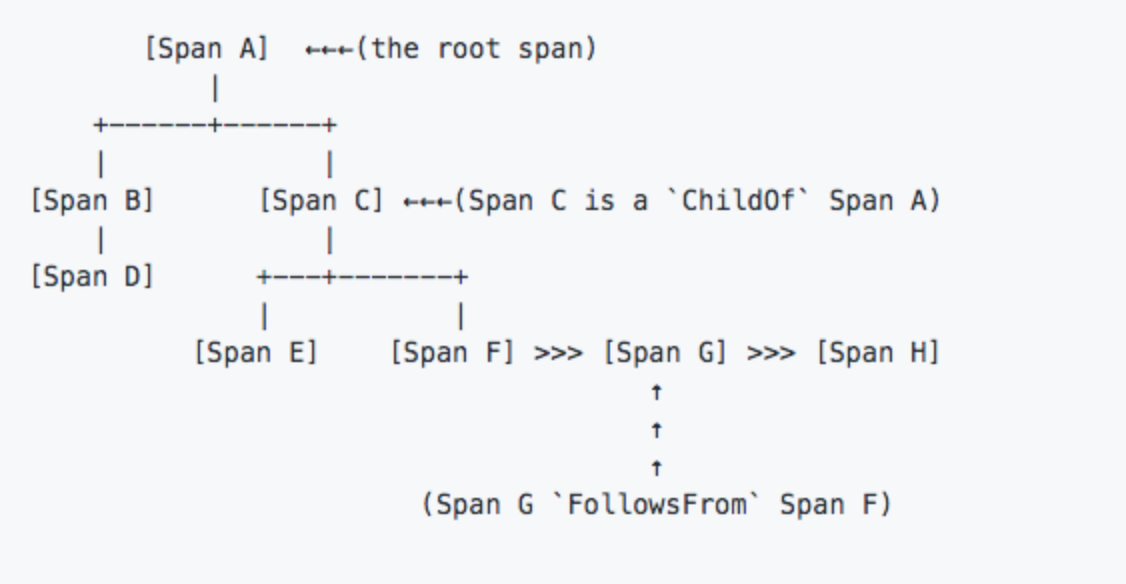 [Span A]  ←←←(the root span)
|
+------+------+
|             |
[Span B]      [Span C] ←←←(Span C is a `ChildOf` Span A)
|             |
[Span D]      +---+-------+
|           |
[Span E]    [Span F] >>> [Span G] >>> [Span H]
↑
↑
↑
(Span G `FollowsFrom` Span F)